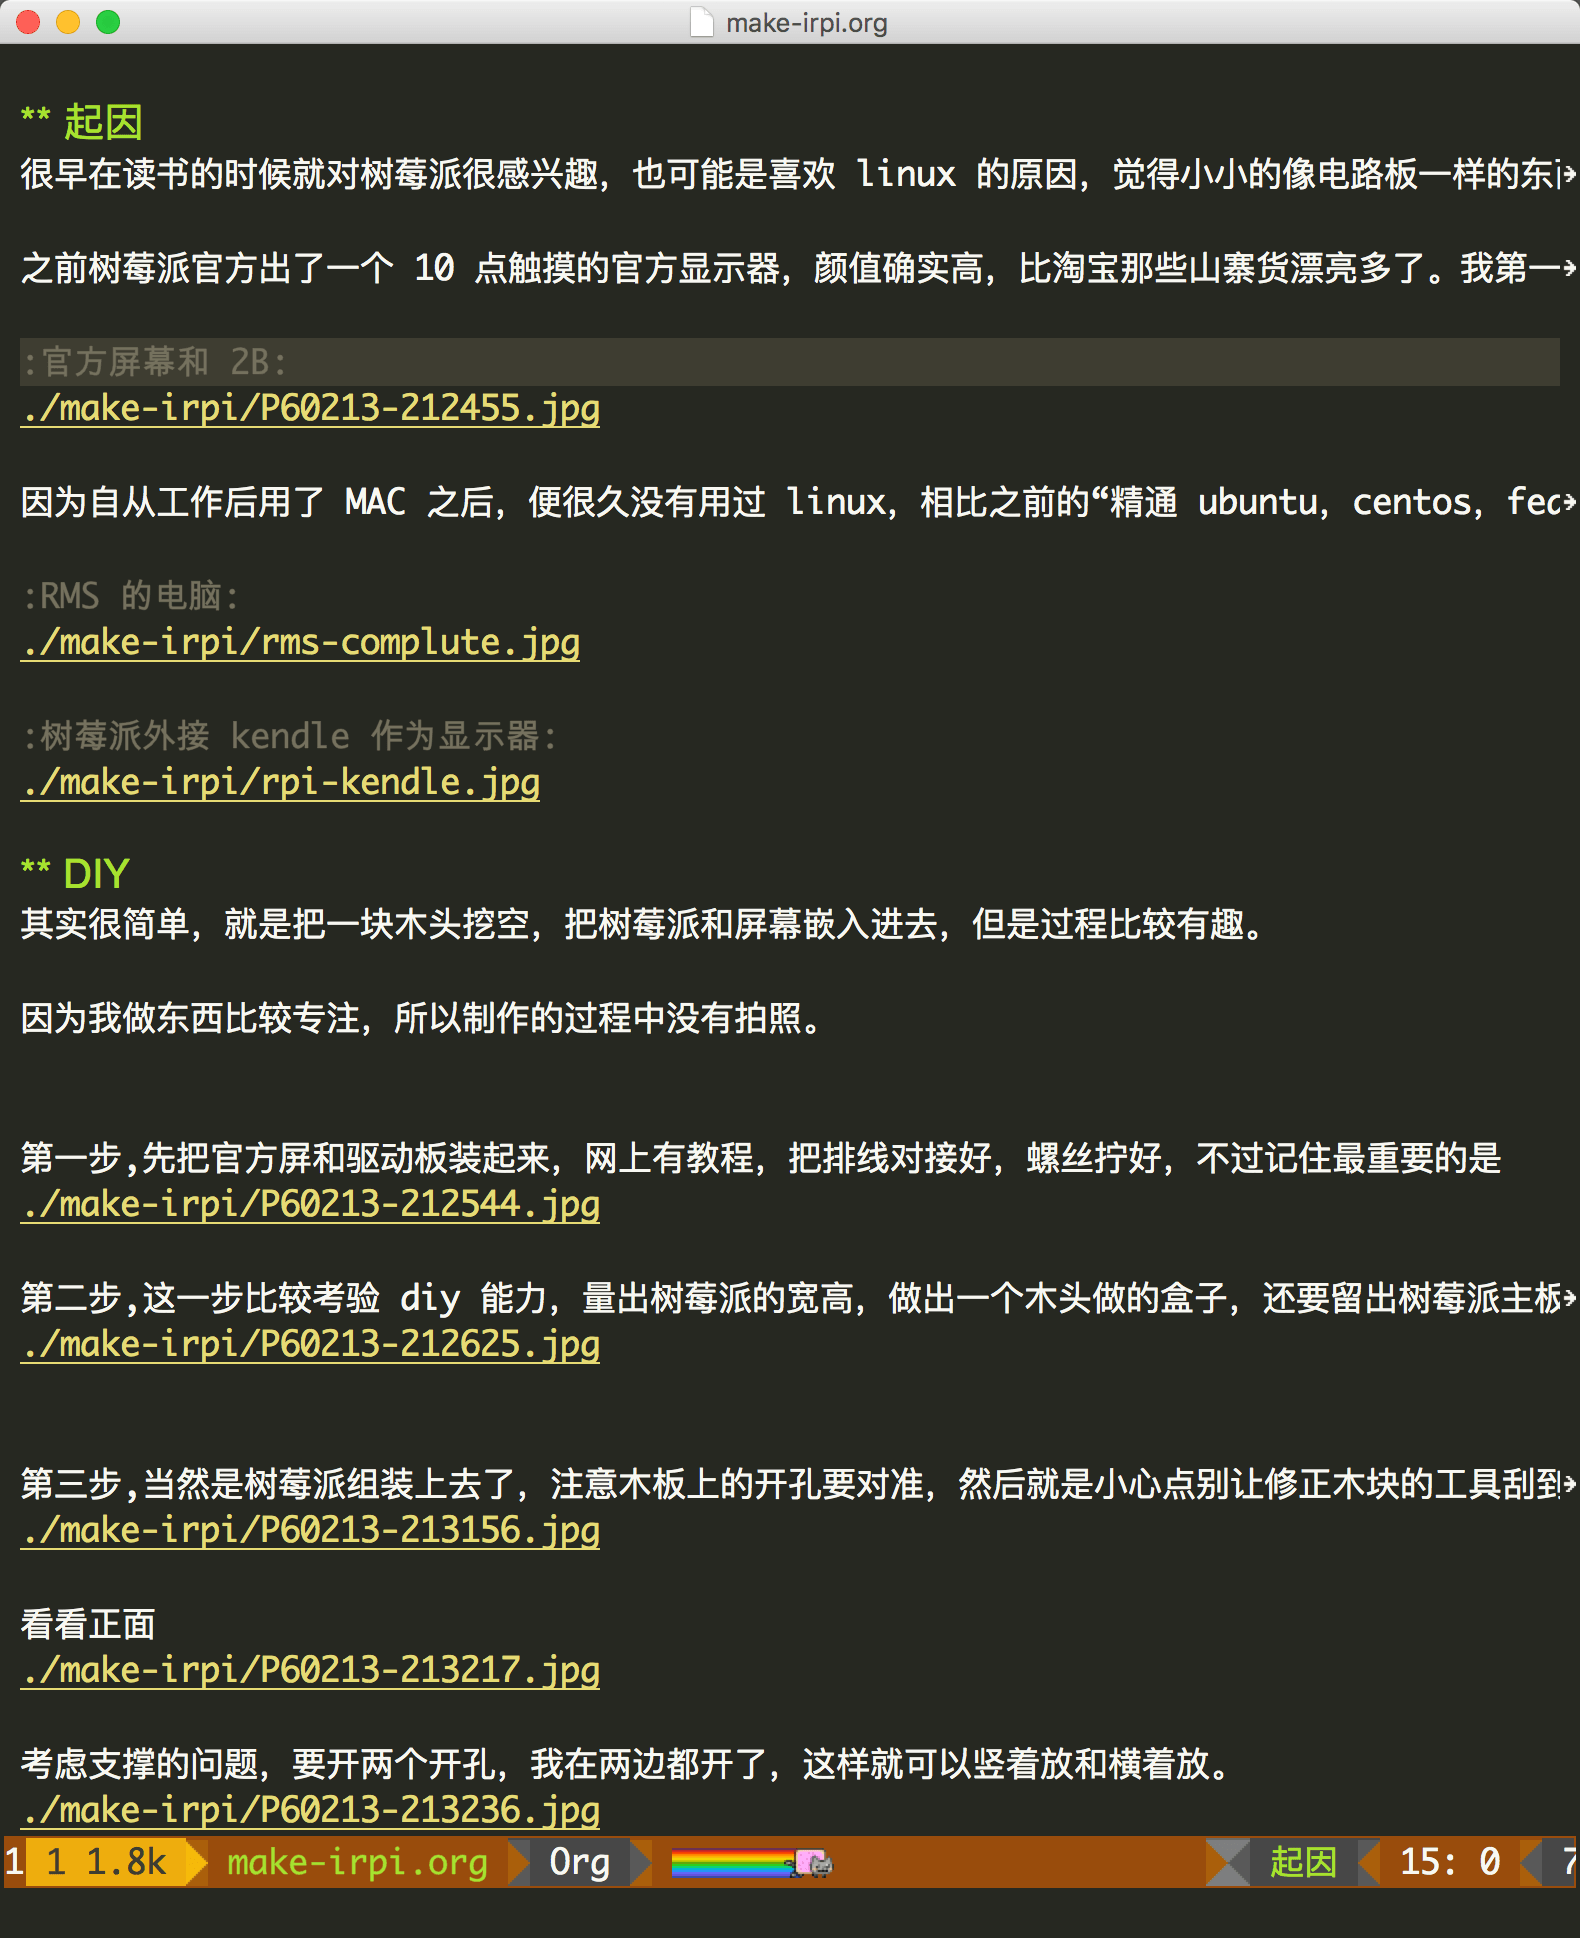 make-irpi.org
** 起因
很早在读书的时候就对树莓派很感兴趣，也可能是喜欢 linux 的原因，觉得小小的像电路板一样的东
之前树莓派官方出了一个 10 点触摸的官方显示器，颜值确实高，比淘宝那些山寨货漂亮多了。我第一
:官方屏幕和 2B:
./make-irpi/P60213-212455.jpg
因为自从工作后用了 MAC 之后，便很久没有用过 linux，相比之前的“精通 ubuntu，centos，fed
:RMS 的电脑:
./make-irpi/rms-complute.jpg
:树莓派外接 kendle 作为显示器:
./make-irpi/rpi-kendle.jpg
** DIY
其实很简单，就是把一块木头挖空，把树莓派和屏幕嵌入进去，但是过程比较有趣。
因为我做东西比较专注，所以制作的过程中没有拍照。
第一步,先把官方屏和驱动板装起来，网上有教程，把排线对接好，螺丝拧好，不过记住最重要的是
./make-irpi/P60213-212544.jpg
第二步,这一步比较考验 diy 能力，量出树莓派的宽高，做出一个木头做的盒子，还要留出树莓派主板
./make-irpi/P60213-212625.jpg
第三步,当然是树莓派组装上去了，注意木板上的开孔要对准，然后就是小心点别让修正木块的工具刮到
./make-irpi/P60213-213156.jpg
看看正面
./make-irpi/P60213-213217.jpg
考虑支撑的问题，要开两个开孔，我在两边都开了，这样就可以竖着放和横着放。
./make-irpi/P60213-213236.jpg
1 1 1.8k make-irpi.org Org 起因 15: 0 7